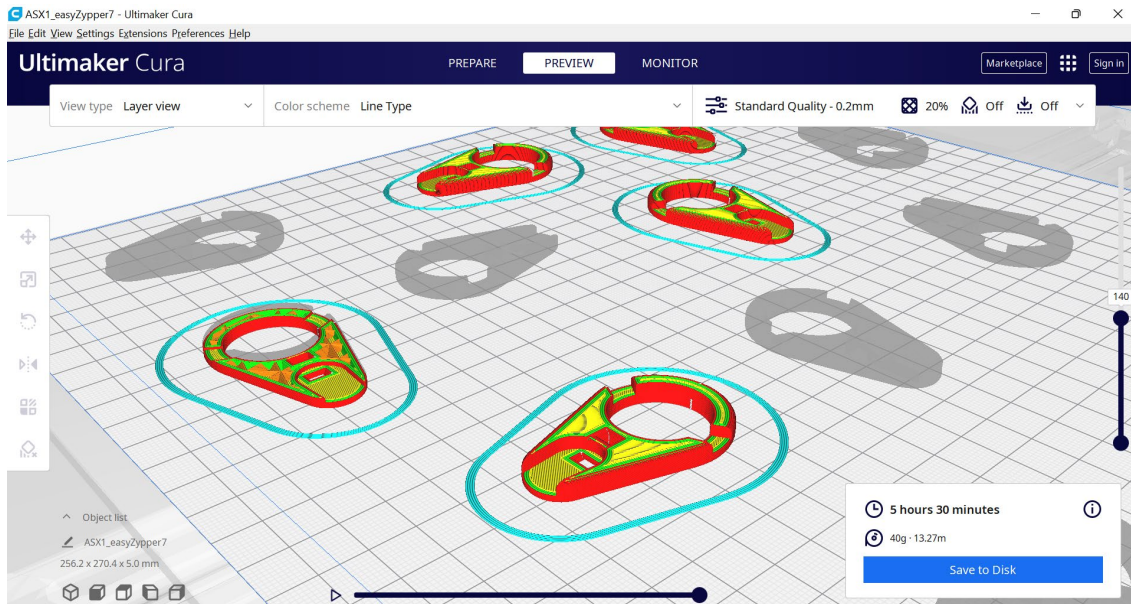 ASX1_easyZypper7 - Ultimaker Cura
File Edit View Settings Extensions Preferences Help
Ultimaker Cura
PREPARE PREVIEW MONITOR
Marketplace Sign in
View type Layer view Color scheme Line Type Standard Quality - 0.2mm 20% Off Off
140
5 hours 30 minutes
40g · 13.27m
Save to Disk
Object list
ASX1_easyZypper7
256.2 x 270.4 x 5.0 mm